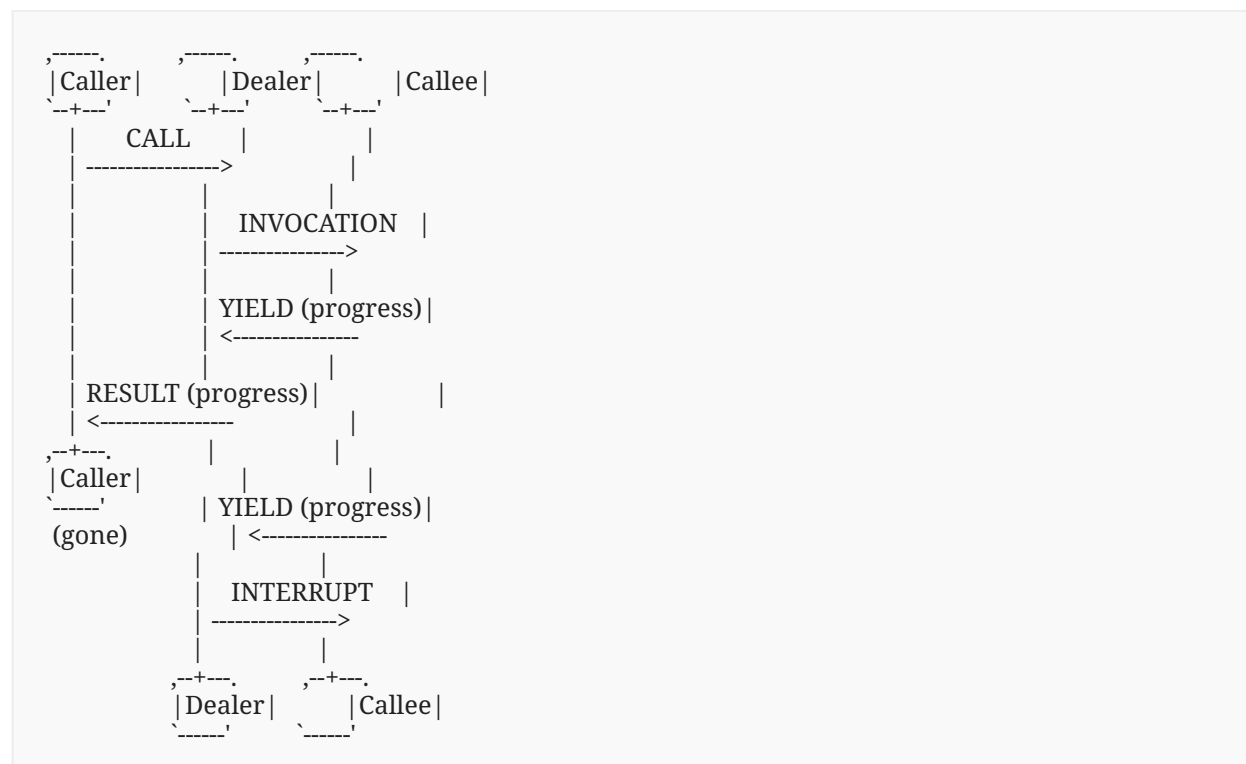 ,------.          ,------.          ,------.
|Caller|          |Dealer|          |Callee|
`--+---'          `--+---'          `--+---'
|       CALL       |                |
| ----------------->                |
|                  |                |
|                  |   INVOCATION   |
|                  | ---------------->
|                  |                |
|                  | YIELD (progress)|
|                  | <----------------
|                  |                |
| RESULT (progress)|                |
| <-----------------                |
,--+---.           |                |
|Caller|           |                |
`------'           | YIELD (progress)|
(gone)             | <----------------
|                |
|   INTERRUPT    |
| ---------------->
|                |
,--+---.         ,--+---.
|Dealer|         |Callee|
`------'         `------'